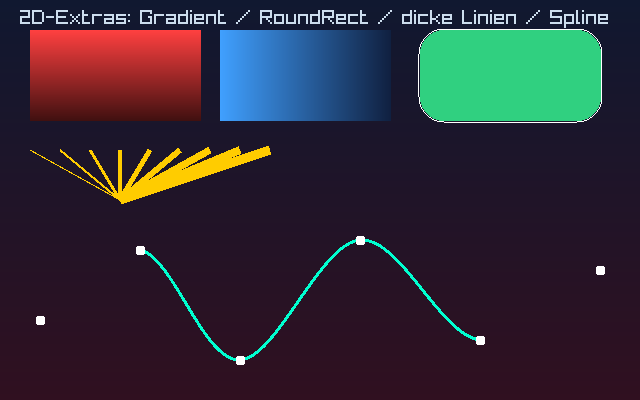 2D-Extras: Gradient / RoundRect / dicke Linien / Spline